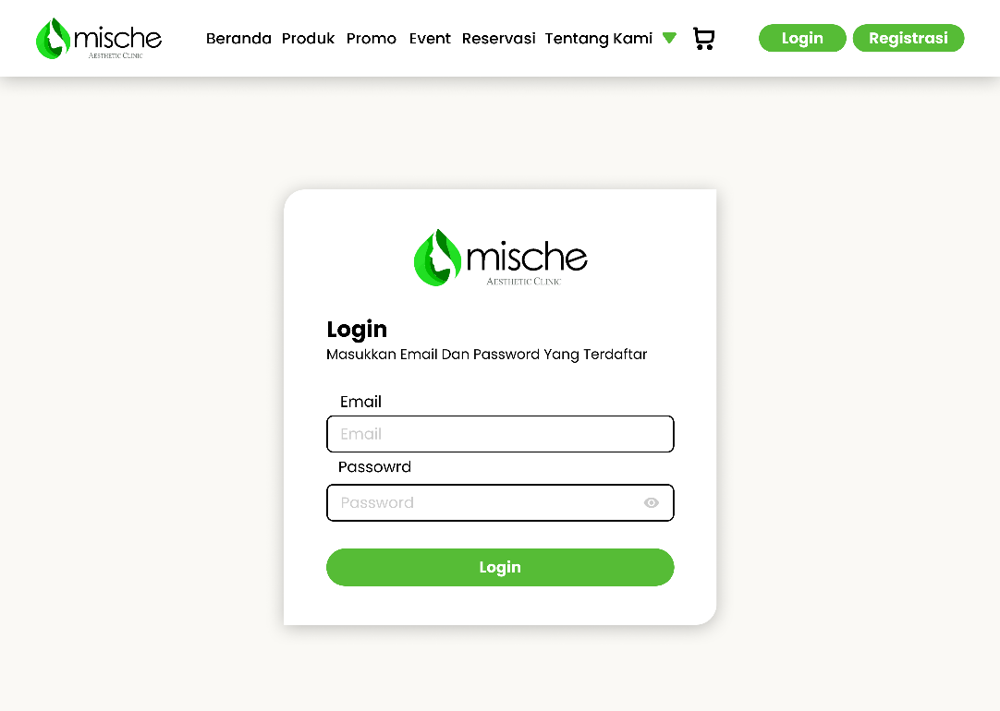 mische
AESTHETIC CLINIC
Beranda Produk Promo Event Reservasi Tentang Kami
Login Registrasi
mische
AESTHETIC CLINIC
Login
Masukkan Email Dan Password Yang Terdaftar
Email
Email
Passowrd
Password
Login